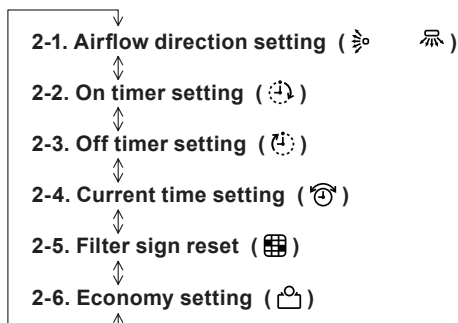 2-1. Airflow direction setting ( )
2-2. On timer setting ( )
2-3. Off timer setting ( )
2-4. Current time setting ( )
2-5. Filter sign reset ( )
2-6. Economy setting ( )